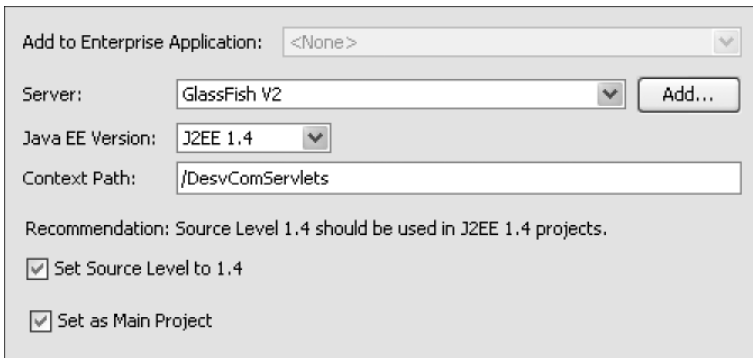 Add to Enterprise Application: <None>
Server: GlassFish V2 Add...
Java EE Version: J2EE 1.4
Context Path: /DesvComServlets
Recommendation: Source Level 1.4 should be used in J2EE 1.4 projects.
Set Source Level to 1.4
Set as Main Project